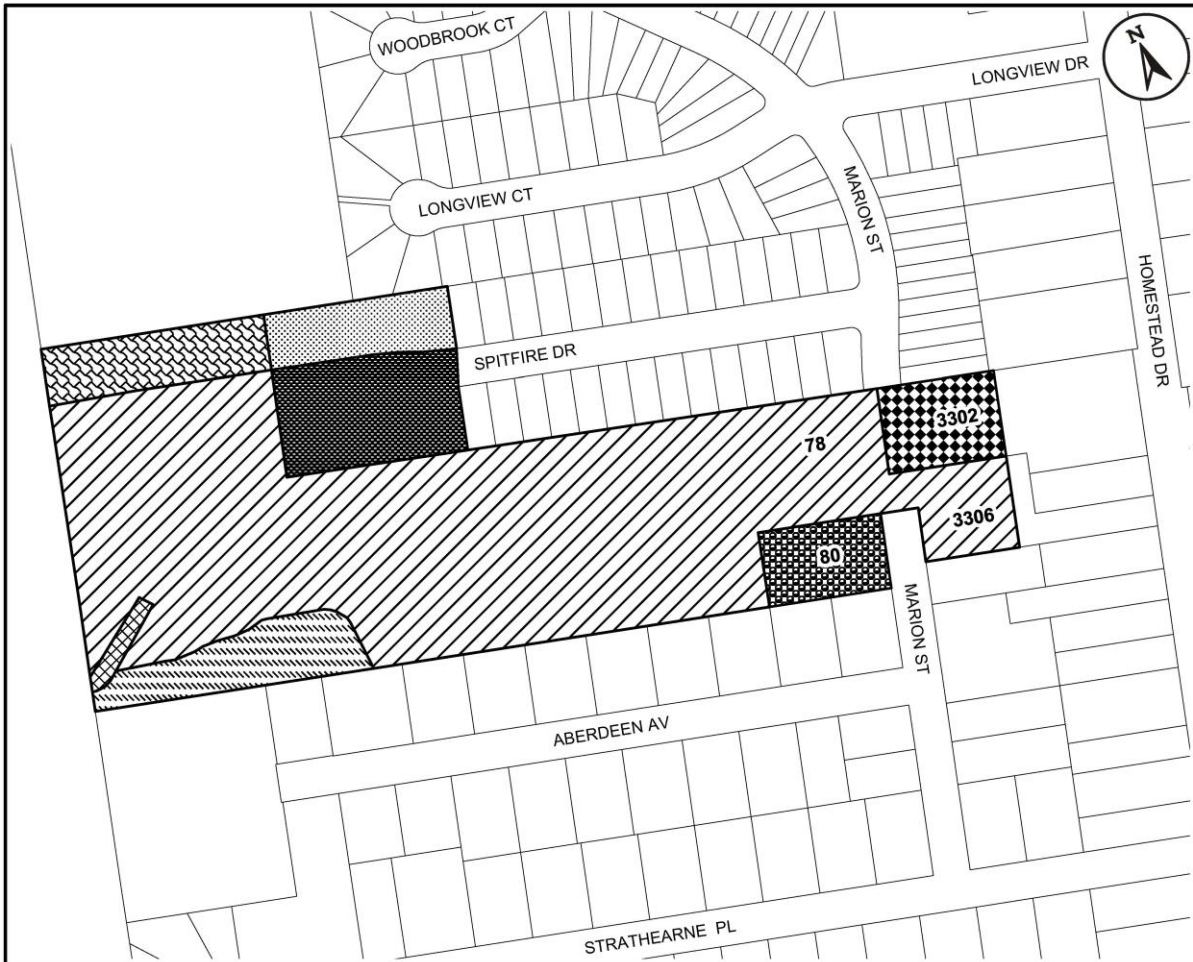 WOODBROOK CT
N
LONGVIEW DR
LONGVIEW CT
MARION ST
HOMESTEAD DR
SPITFIRE DR
3302
78
3306
80
MARION ST
ABERDEEN AV
STRATHEARNE PL